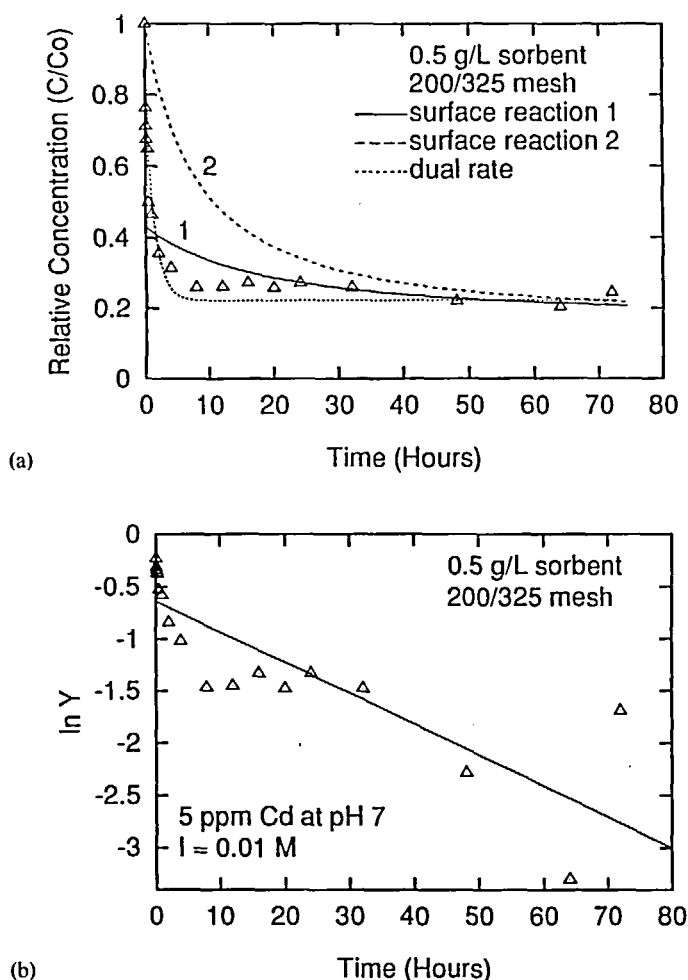 1
0.8
0.6
0.4
0.2
0
Relative Concentration (C/Co)
0.5 g/L sorbent
200/325 mesh
surface reaction 1
surface reaction 2
dual rate
2
1
0 10 20 30 40 50 60 70 80
(a)
Time (Hours)
0
-0.5
-1
-1.5
-2
-2.5
-3
ln Y
0.5 g/L sorbent
200/325 mesh
5 ppm Cd at pH 7
I = 0.01 M
0 10 20 30 40 50 60 70 80
(b)
Time (Hours)